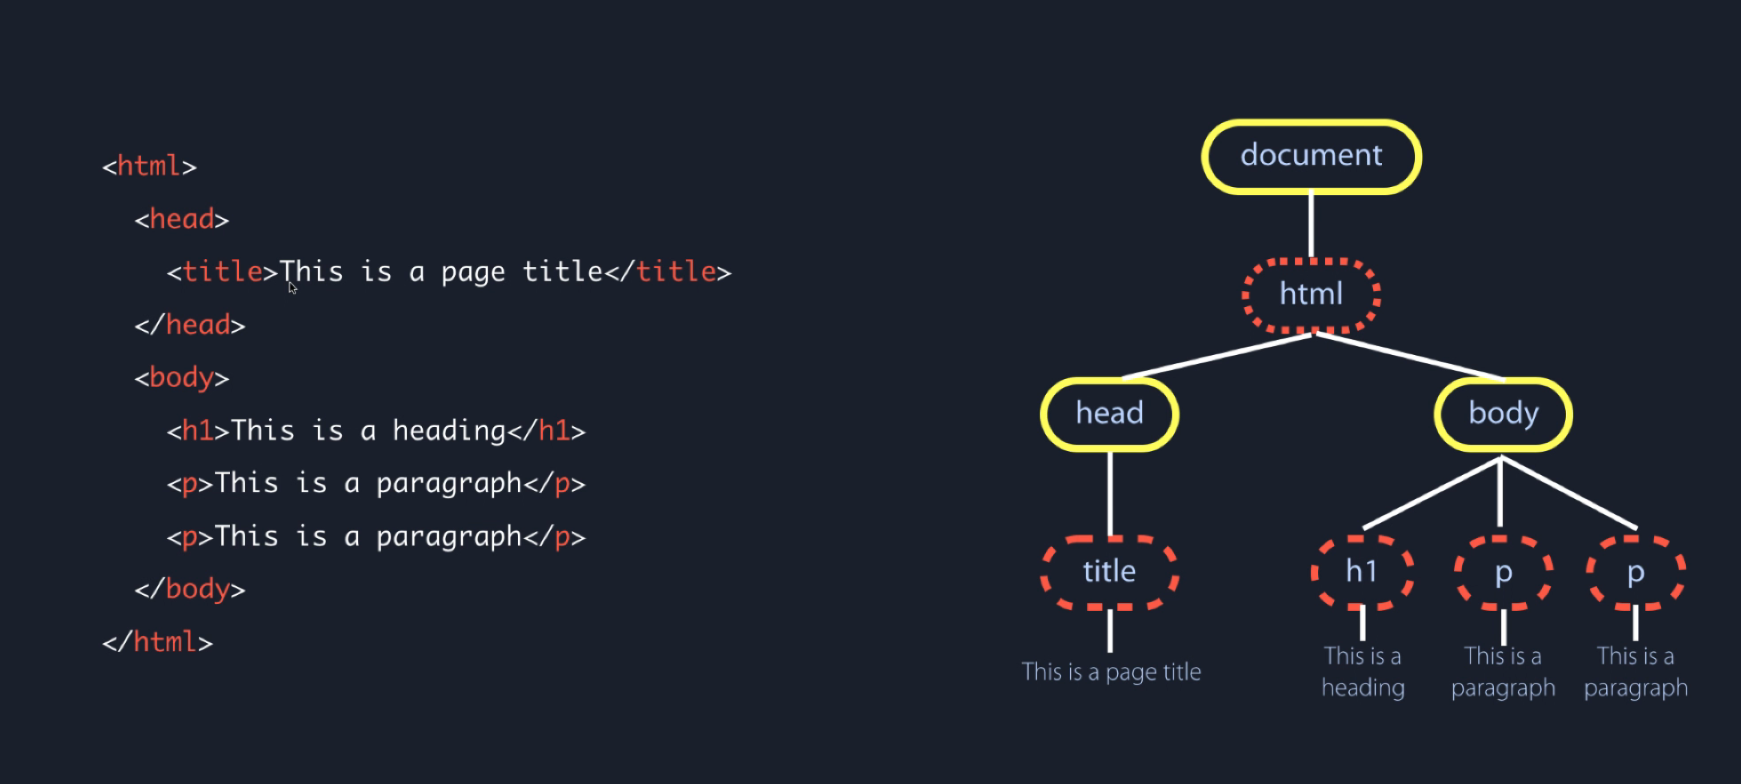 <html>
<head>
<title>This is a page title</title>
</head>
<body>
<h1>This is a heading</h1>
<p>This is a paragraph</p>
<p>This is a paragraph</p>
</body>
</html>
document
html
head
body
title
h1
p
p
This is a page title
This is a
heading
This is a
paragraph
This is a
paragraph